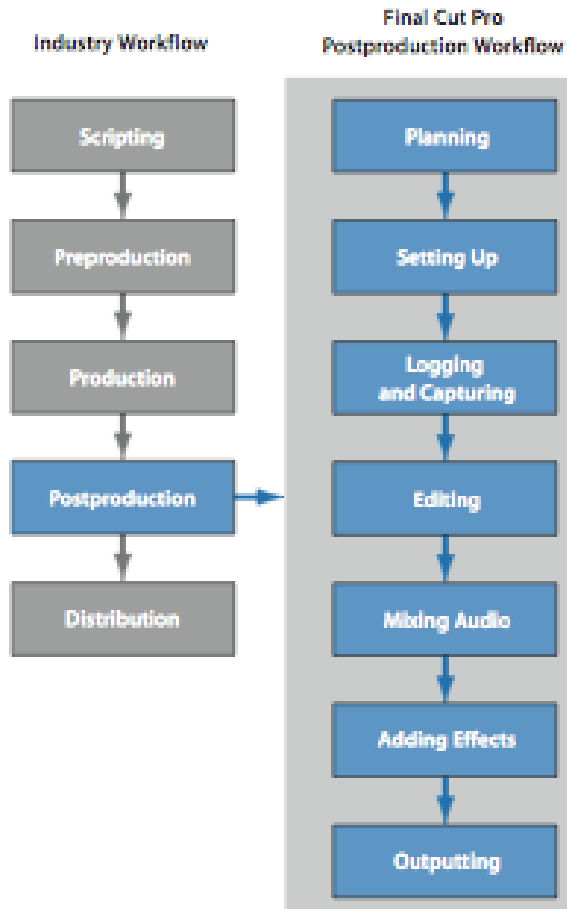 Industry Workflow
Scripting
Preproduction
Production
Postproduction
Distribution
Final Cut Pro
Postproduction Workflow
Planning
Setting Up
Logging
and Capturing
Editing
Mixing Audio
Adding Effects
Outputting